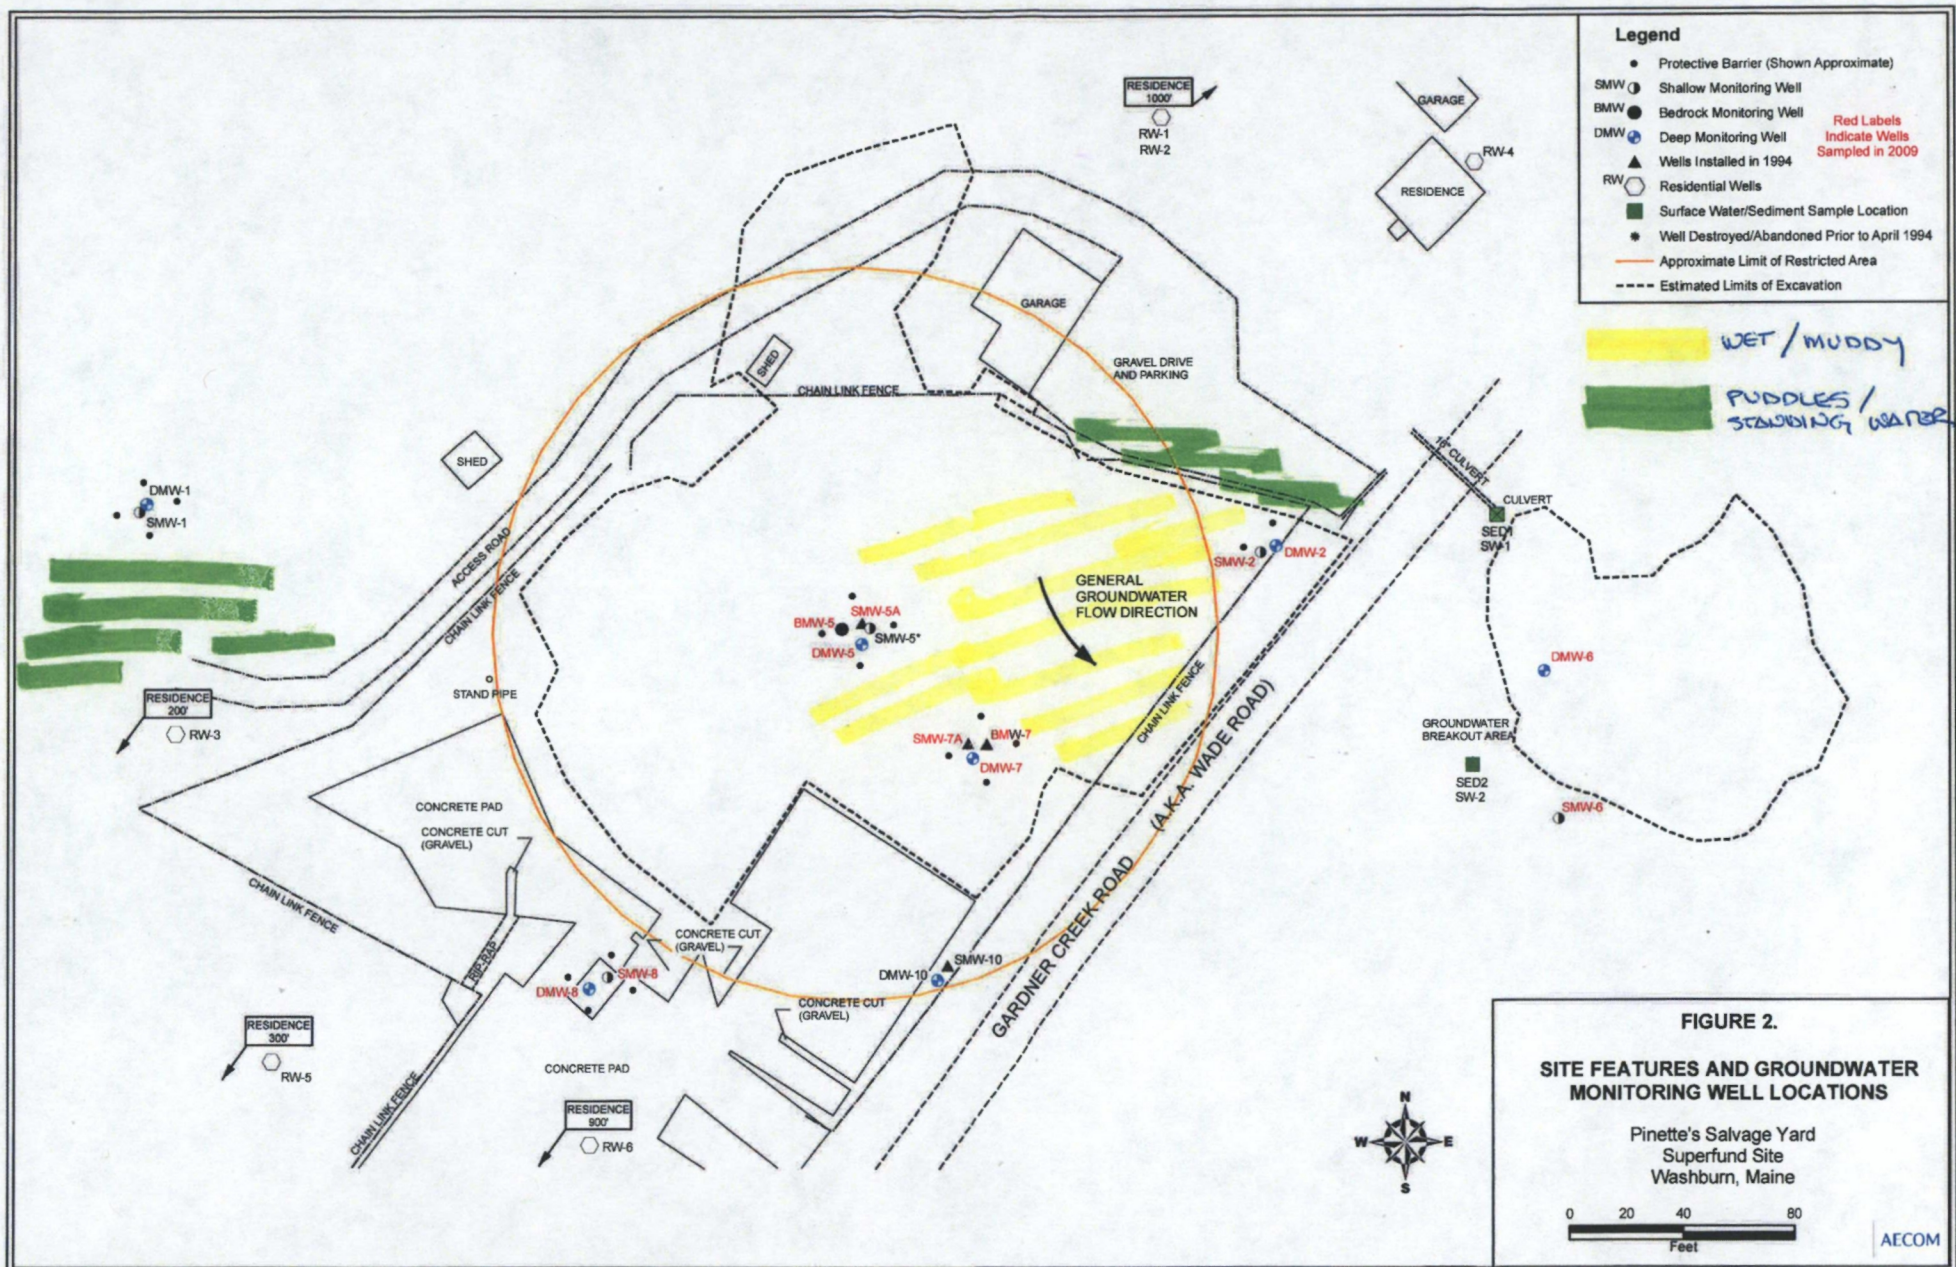 Legend
Protective Barrier (Shown Approximate)
SMW Shallow Monitoring Well
BMW Bedrock Monitoring Well
DMW Deep Monitoring Well
Wells Installed in 1994
RW Residential Wells
Surface Water/Sediment Sample Location
Well Destroyed/Abandoned Prior to April 1994
Approximate Limit of Restricted Area
Estimated Limits of Excavation
Red Labels
Indicate Wells
Sampled in 2009
WET / MUDDY
PUDDLES /
STANDING WATER
RESIDENCE
1000'
RW-1
RW-2
GARAGE
RW-4
RESIDENCE
GARAGE
SHED
CHAIN LINK FENCE
GRAVEL DRIVE
AND PARKING
SHED
DMW-1
SMW-1
ACCESS ROAD
CHAIN LINK FENCE
18" CULVERT
CULVERT
SED1
SW-1
SMW-2
DMW-2
GENERAL
GROUNDWATER
FLOW DIRECTION
SMW-5A
BMW-5
SMW-5*
DMW-5
DMW-6
CHAIN LINK FENCE
STAND PIPE
RESIDENCE
200'
RW-3
SMW-7A
BMW-7
DMW-7
GROUNDWATER
BREAKOUT AREA
SED2
SW-2
SMW-6
GARDNER CREEK ROAD (A.K.A. WADE ROAD)
CONCRETE PAD
CONCRETE CUT
(GRAVEL)
CHAIN LINK FENCE
RIP-RAP
CONCRETE CUT
(GRAVEL)
SMW-8
DMW-8
SMW-10
DMW-10
CONCRETE CUT
(GRAVEL)
RESIDENCE
300'
RW-5
CONCRETE PAD
CHAIN LINK FENCE
RESIDENCE
900'
RW-6
N
W E
S
FIGURE 2.
SITE FEATURES AND GROUNDWATER
MONITORING WELL LOCATIONS
Pinette's Salvage Yard
Superfund Site
Washburn, Maine
0 20 40 80
Feet
AECOM